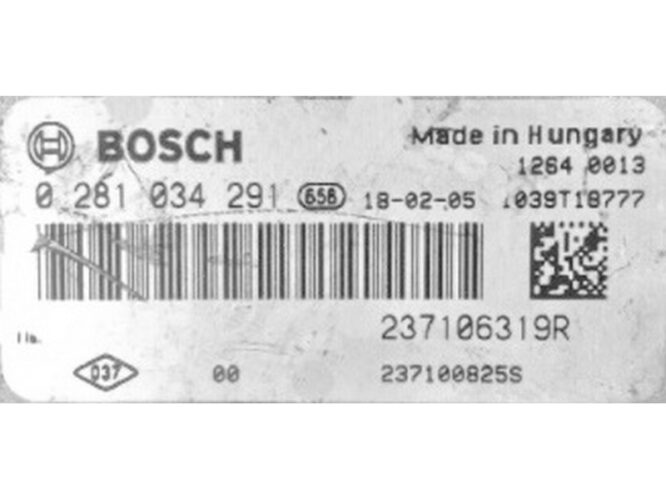 BOSCH
Made in Hungary
1264 0013
0 281 034 291 658 18-02-05 1039T18777
237106319R
037 00 237100825S